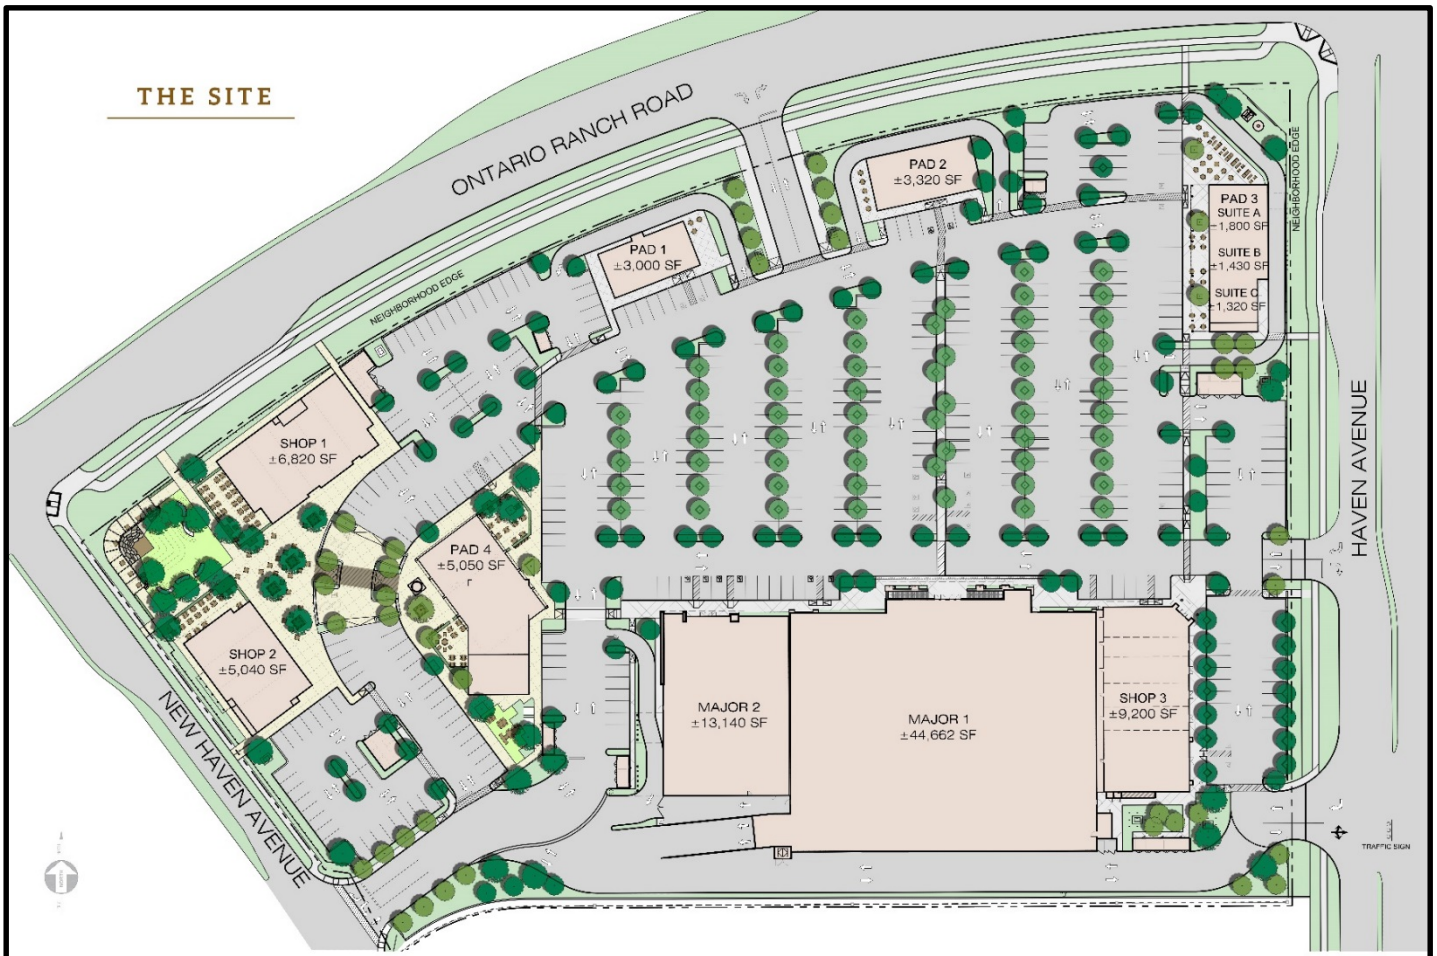 THE SITE
ONTARIO RANCH ROAD
PAD 2
±3,320 SF
PAD 1
±3,000 SF
PAD 3
SUITE A
±1,800 SF
SUITE B
±1,430 SF
SUITE C
±1,320 SF
NEIGHBORHOOD EDGE
NEIGHBORHOOD EDGE
SHOP 1
±6,820 SF
HAVEN AVENUE
PAD 4
±5,050 SF
SHOP 2
±5,040 SF
NEW HAVEN AVENUE
MAJOR 2
±13,140 SF
MAJOR 1
±44,662 SF
SHOP 3
±9,200 SF
TRAFFIC SIGN